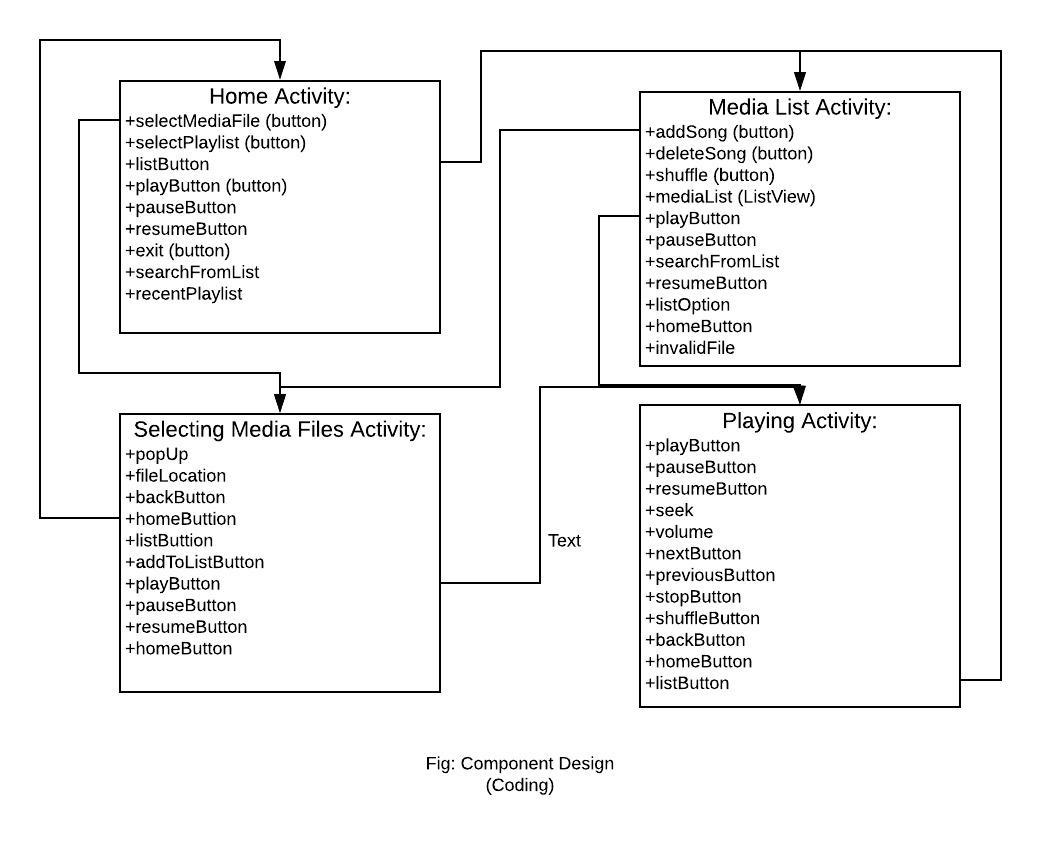 Home Activity:
+selectMediaFile (button)
+selectPlaylist (button)
+listButton
+playButton (button)
+pauseButton
+resumeButton
+exit (button)
+searchFromList
+recentPlaylist
Media List Activity:
+addSong (button)
+deleteSong (button)
+shuffle (button)
+mediaList (ListView)
+playButton
+pauseButton
+searchFromList
+resumeButton
+listOption
+homeButton
+invalidFile
Selecting Media Files Activity:
+popUp
+fileLocation
+backButton
+homeButtion
+listButtion
+addToListButton
+playButton
+pauseButton
+resumeButton
+homeButton
Text
Playing Activity:
+playButton
+pauseButton
+resumeButton
+seek
+volume
+nextButton
+previousButton
+stopButton
+shuffleButton
+backButton
+homeButton
+listButton
Fig: Component Design
(Coding)